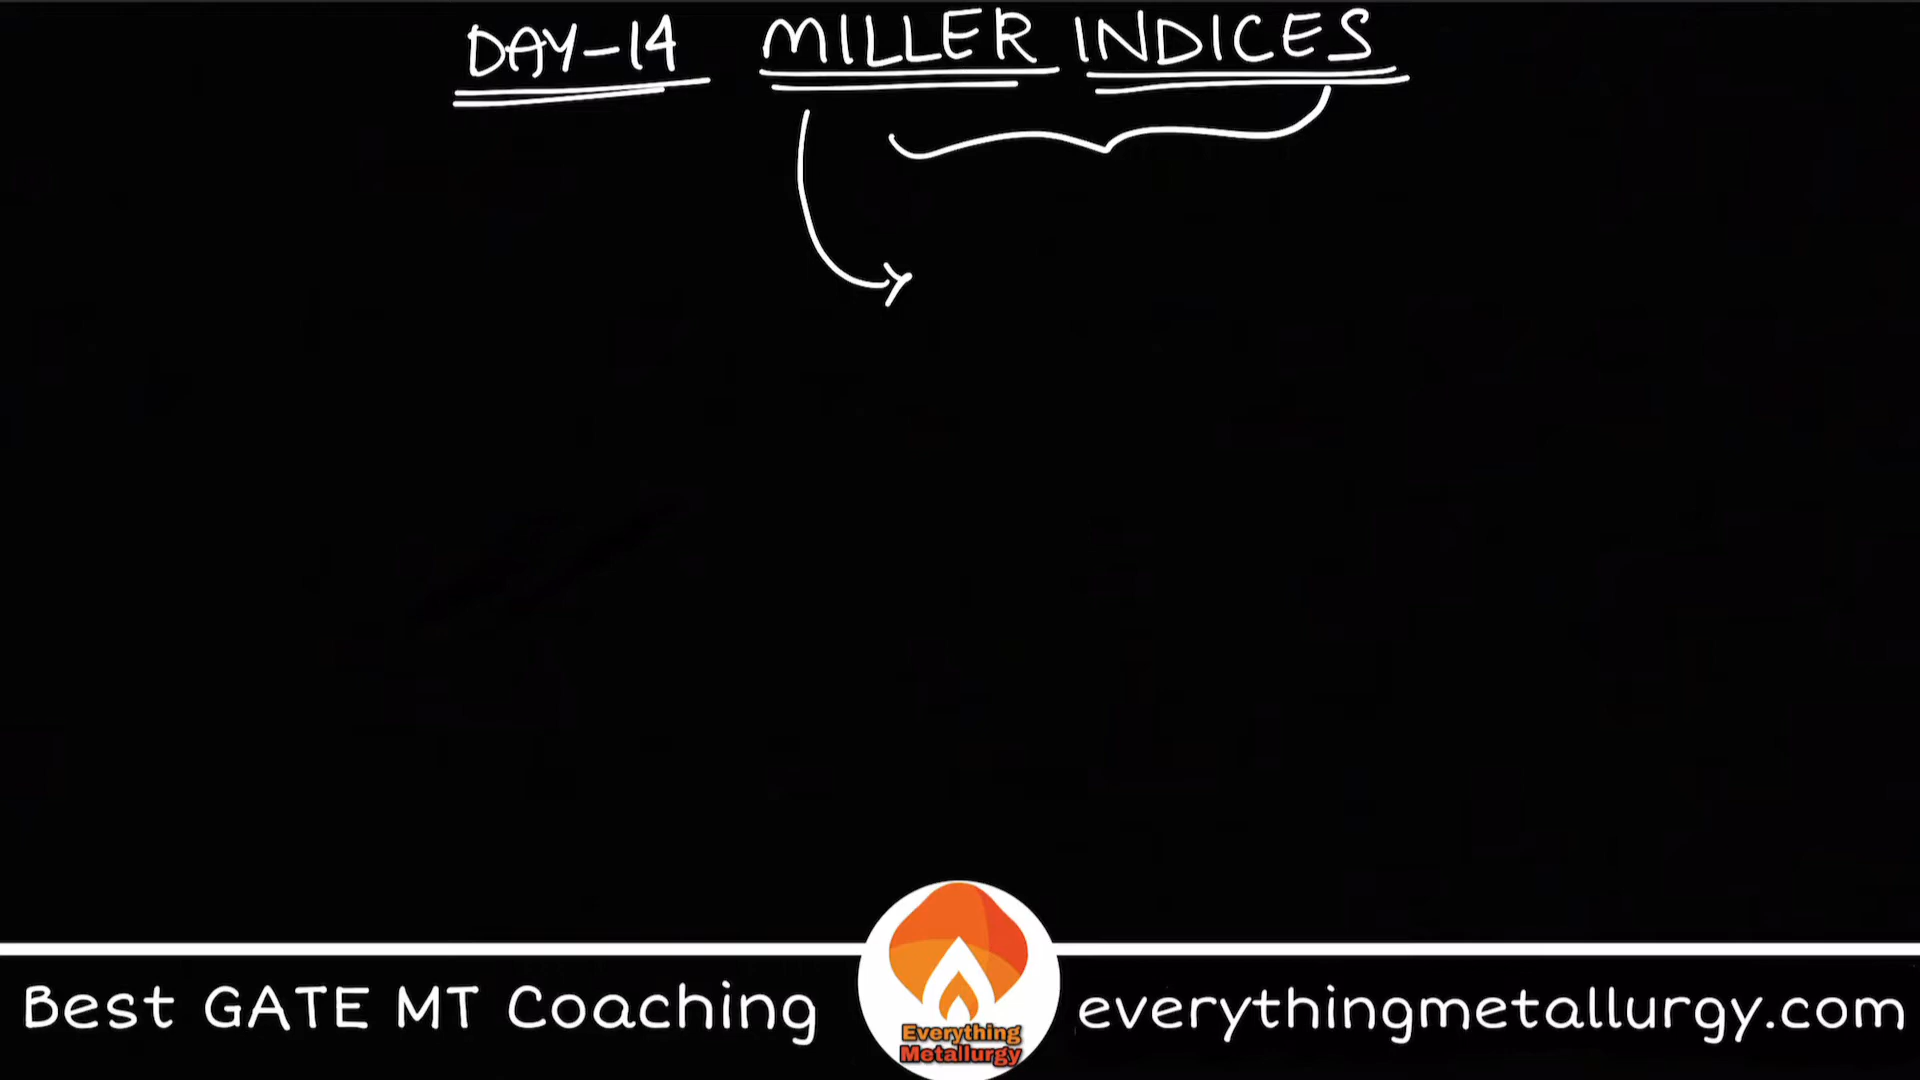 DAY-14 MILLER INDICES
Best GATE MT Coaching
Everything
Metallurgy
everythingmetallurgy.com